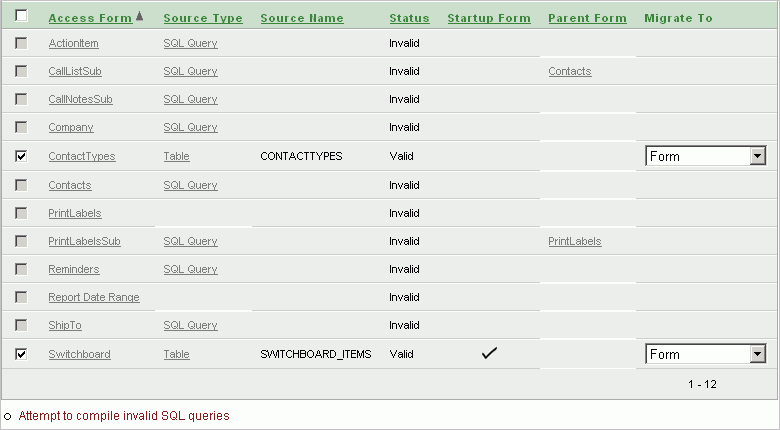 Access Form Source Type Source Name Status Startup Form Parent Form Migrate To
ActionItem SQL Query Invalid
CallListSub SQL Query Invalid Contacts
CallNotesSub SQL Query Invalid
Company SQL Query Invalid
ContactTypes Table CONTACTTYPES Valid Form
Contacts SQL Query Invalid
PrintLabels Invalid
PrintLabelsSub SQL Query Invalid PrintLabels
Reminders SQL Query Invalid
Report Date Range Invalid
ShipTo SQL Query Invalid
Switchboard Table SWITCHBOARD_ITEMS Valid Form
1 - 12
Attempt to compile invalid SQL queries